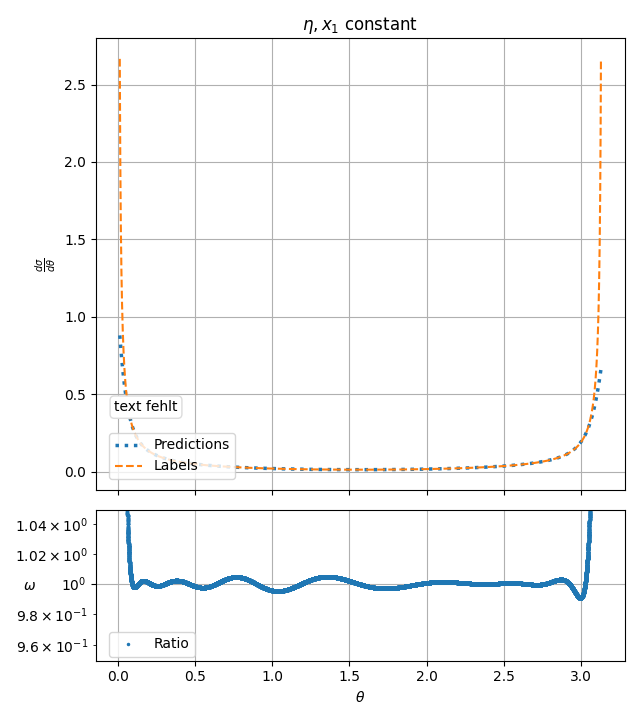 η, x₁ constant
2.5
2.0
1.5
1.0
0.5
0.0
dσ/dθ
text fehlt
Predictions
Labels
1.04 × 10⁰
1.02 × 10⁰
10⁰
9.8 × 10⁻¹
9.6 × 10⁻¹
ω
Ratio
0.0 0.5 1.0 1.5 2.0 2.5 3.0
θ